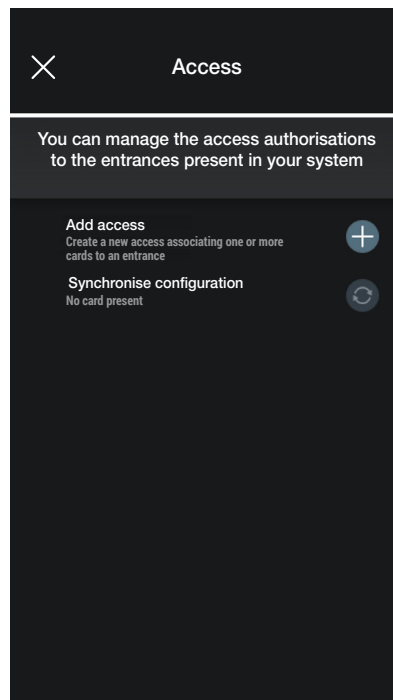 Access
You can manage the access authorisations
to the entrances present in your system
Add access
Create a new access associating one or more
cards to an entrance
Synchronise configuration
No card present